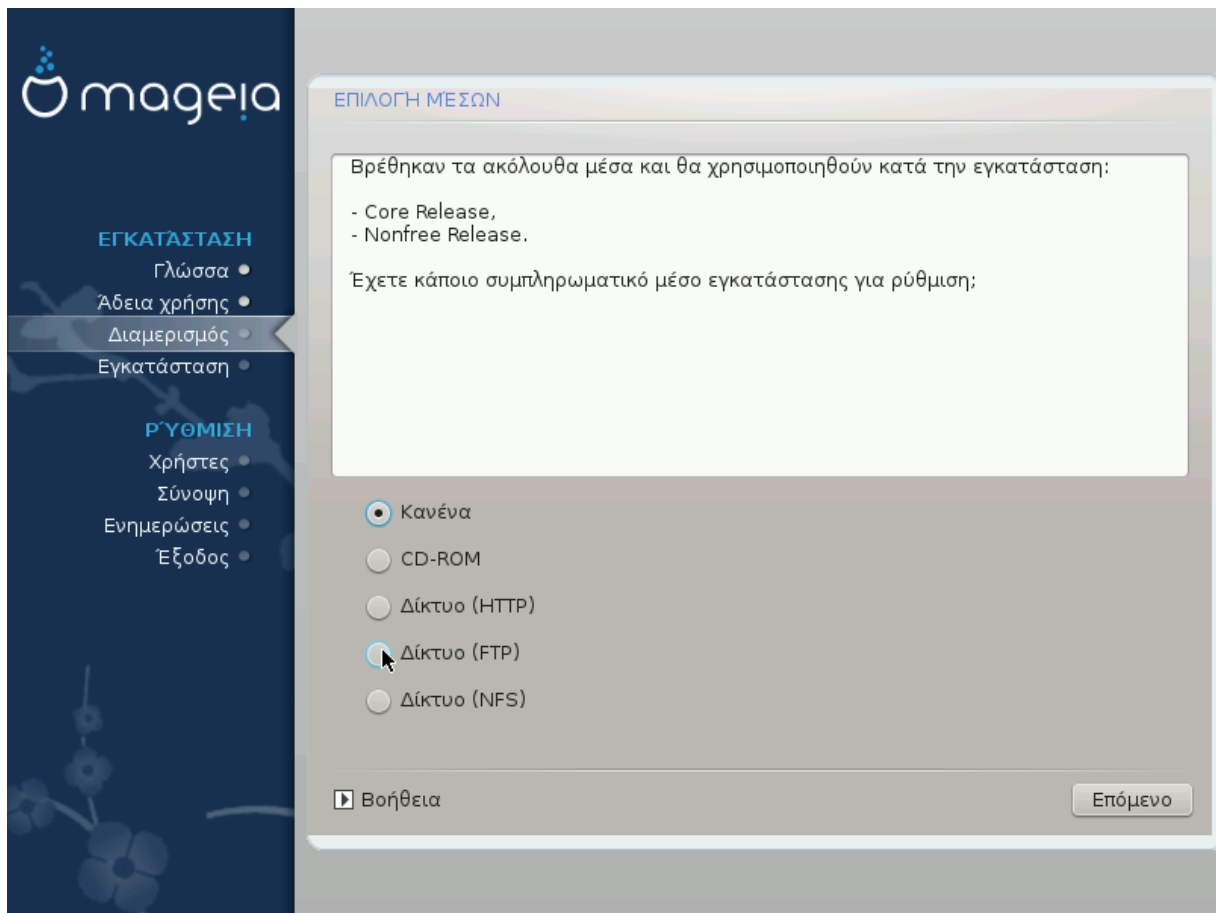 mageia
ΕΓΚΑΤΆΣΤΑΣΗ
Γλώσσα
Άδεια χρήσης
Διαμερισμός
Εγκατάσταση
ΡΎΘΜΙΣΗ
Χρήστες
Σύνοψη
Ενημερώσεις
Έξοδος
ΕΠΙΛΟΓΉ ΜΈΣΩΝ
Βρέθηκαν τα ακόλουθα μέσα και θα χρησιμοποιηθούν κατά την εγκατάσταση:
- Core Release,
- Nonfree Release.
Έχετε κάποιο συμπληρωματικό μέσο εγκατάστασης για ρύθμιση;
Κανένα
CD-ROM
Δίκτυο (HTTP)
Δίκτυο (FTP)
Δίκτυο (NFS)
Βοήθεια
Επόμενο